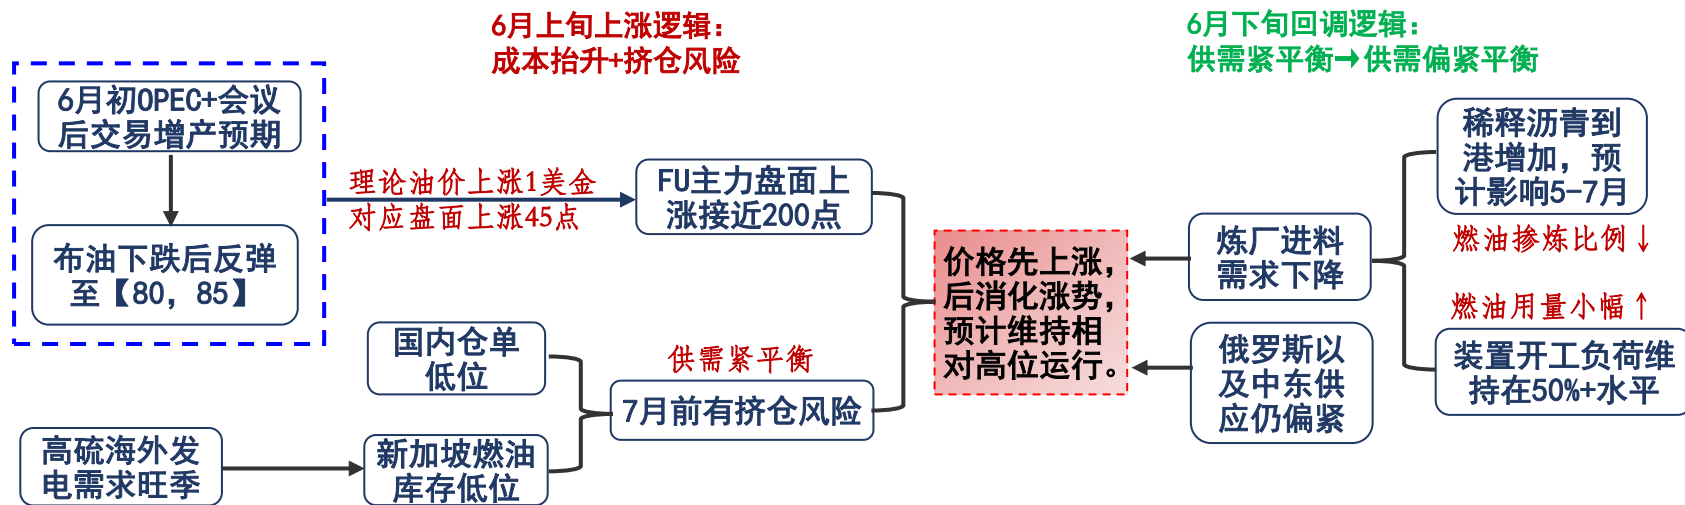 6月上旬上涨逻辑：
成本抬升+挤仓风险
6月下旬回调逻辑：
供需紧平衡→供需偏紧平衡
6月初OPEC+会议
后交易增产预期
布油下跌后反弹
至【80，85】
理论油价上涨1美金
对应盘面上涨45点
FU主力盘面上
涨接近200点
国内仓单
低位
高硫海外发
电需求旺季
新加坡燃油
库存低位
供需紧平衡
7月前有挤仓风险
价格先上涨，
后消化涨势，
预计维持相
对高位运行。
炼厂进料
需求下降
俄罗斯以
及中东供
应仍偏紧
稀释沥青到
港增加，预
计影响5-7月
燃油掺炼比例↓
燃油用量小幅↑
装置开工负荷维
持在50%+水平